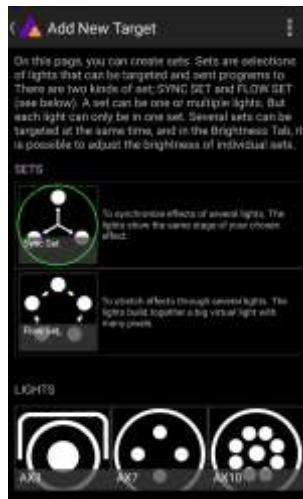 Add New Target
On this page, you can create sets. Sets are selections
of lights that can be targeted and sent programs to.
There are two kinds of set; SYNC SET and FLOW SET
(see below). A set can be one or multiple lights. But
each light can only be in one set. Several sets can be
targeted at the same time, and in the Brightness Tab, it
is possible to adjust the brightness of individual sets.
SETS
To synchronize effects of several lights. The
lights show the same stage of your chosen
effect.
Sync Set
To stretch effects through several lights. The
lights build together a big virtual light with
many pixels.
Flow Set
LIGHTS
AX3 AX7 AX10